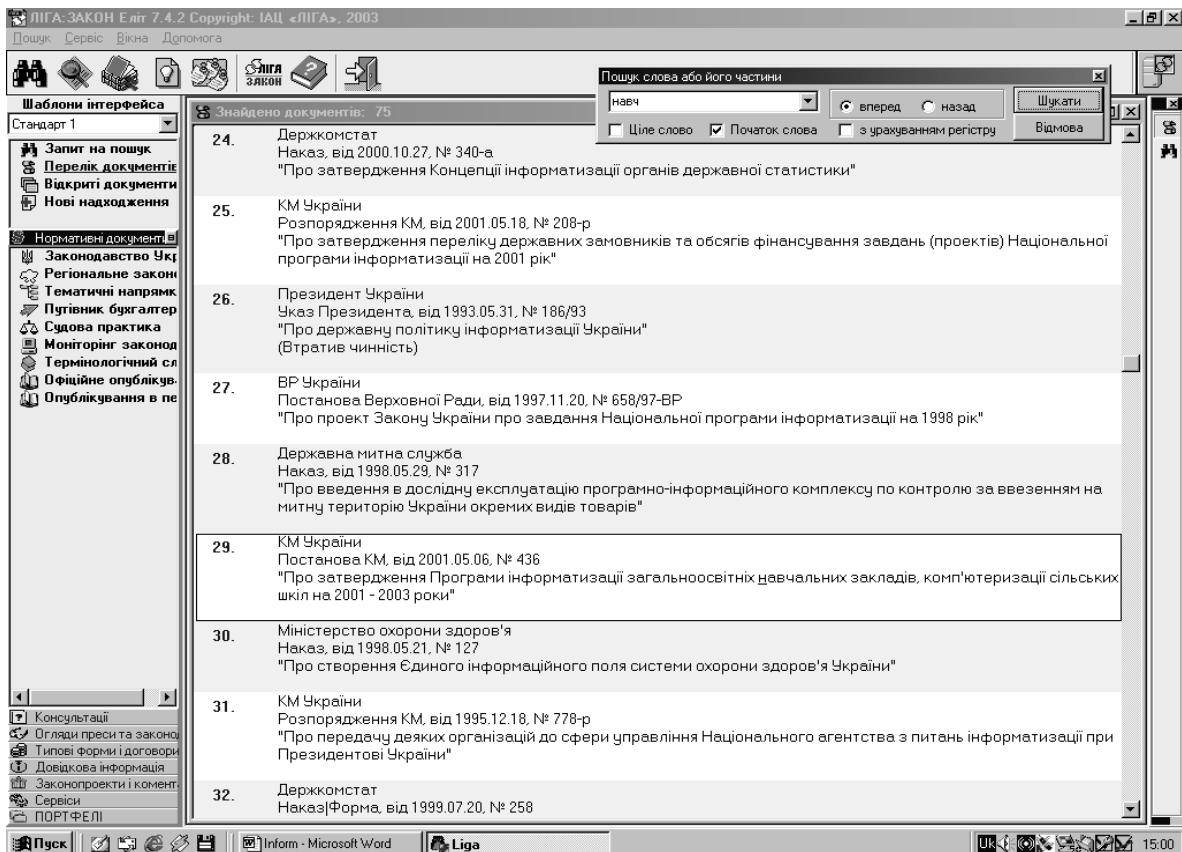 ЛІГА:ЗАКОН Еліт 7.4.2 Copyright: ІАЦ «ЛІГА», 2003
Пошук Сервіс Вікна Допомога
ЛІГА
ЗАКОН
Пошук слова або його частини
навч
вперед назад
Шукати
Ціле слово Початок слова з урахуванням регістру
Відмова
Шаблони інтерфейса
Стандарт 1
Запит на пошук
Перелік документів
Відкриті документи
Нові надходження
Нормативні документи
Законодавство Укр
Регіональне закон
Тематичні напрямк
Путівник бухгалтер
Судова практика
Моніторінг законод
Термінологічний сл
Офіційне опублікув
Опублікування в пе
Консультації
Огляди преси та законо
Типові форми і договори
Довідкова інформація
Законопроекти і комент
Сервіси
ПОРТФЕЛІ
Знайдено документів: 75
24. Держкомстат
Наказ, від 2000.10.27, № 340-а
"Про затвердження Концепції інформатизації органів державної статистики"
25. КМ України
Розпорядження КМ, від 2001.05.18, № 208-р
"Про затвердження переліку державних замовників та обсягів фінансування завдань (проектів) Національної
програми інформатизації на 2001 рік"
26. Президент України
Указ Президента, від 1993.05.31, № 186/93
"Про державну політику інформатизації України"
(Втратив чинність)
27. ВР України
Постанова Верховної Ради, від 1997.11.20, № 658/97-ВР
"Про проект Закону України про завдання Національної програми інформатизації на 1998 рік"
28. Державна митна служба
Наказ, від 1998.05.29, № 317
"Про введення в дослідну експлуатацію програмно-інформаційного комплексу по контролю за ввезенням на
митну територію України окремих видів товарів"
29. КМ України
Постанова КМ, від 2001.05.06, № 436
"Про затвердження Програми інформатизації загальноосвітніх навчальних закладів, комп'ютеризації сільських
шкіл на 2001 - 2003 роки"
30. Міністерство охорони здоров'я
Наказ, від 1998.05.21, № 127
"Про створення Єдиного інформаційного поля системи охорони здоров'я України"
31. КМ України
Розпорядження КМ, від 1995.12.18, № 778-р
"Про передачу деяких організацій до сфери управління Національного агентства з питань інформатизації при
Президентові України"
32. Держкомстат
Наказ|Форма, від 1999.07.20, № 258
Пуск Inform - Microsoft Word Liga Uk 15:00